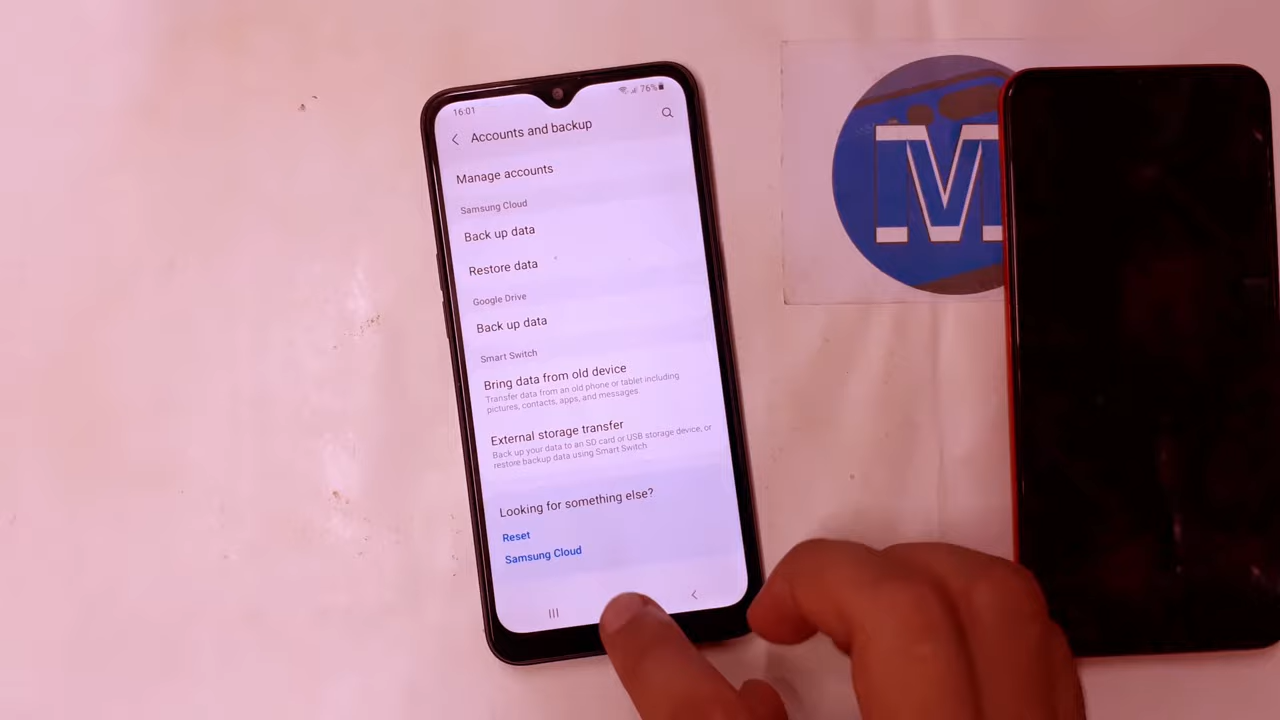 16:01
76%
Accounts and backup
Manage accounts
Samsung Cloud
Back up data
Restore data
Google Drive
Back up data
Smart Switch
Bring data from old device
Transfer data from an old phone or tablet including
pictures, contacts, apps, and messages.
External storage transfer
Back up your data to an SD card or USB storage device, or
restore backup data using Smart Switch
Looking for something else?
Reset
Samsung Cloud
M